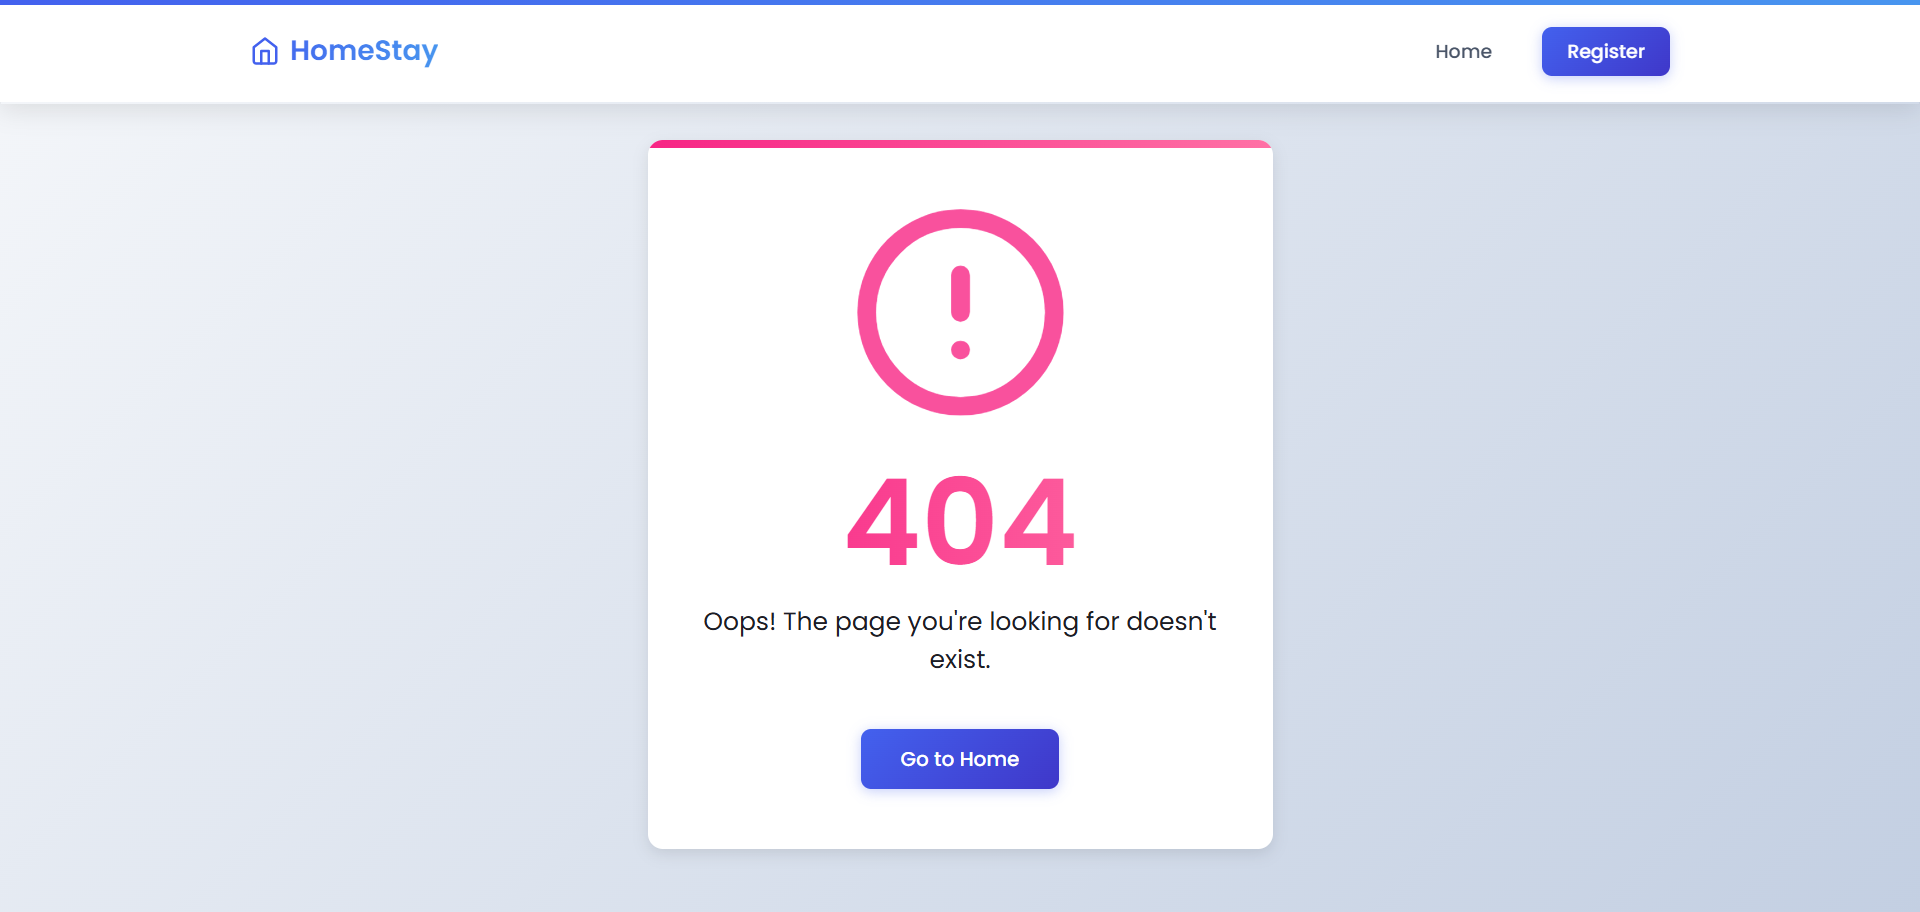 HomeStay
Home
Register
404
Oops! The page you're looking for doesn't
exist.
Go to Home